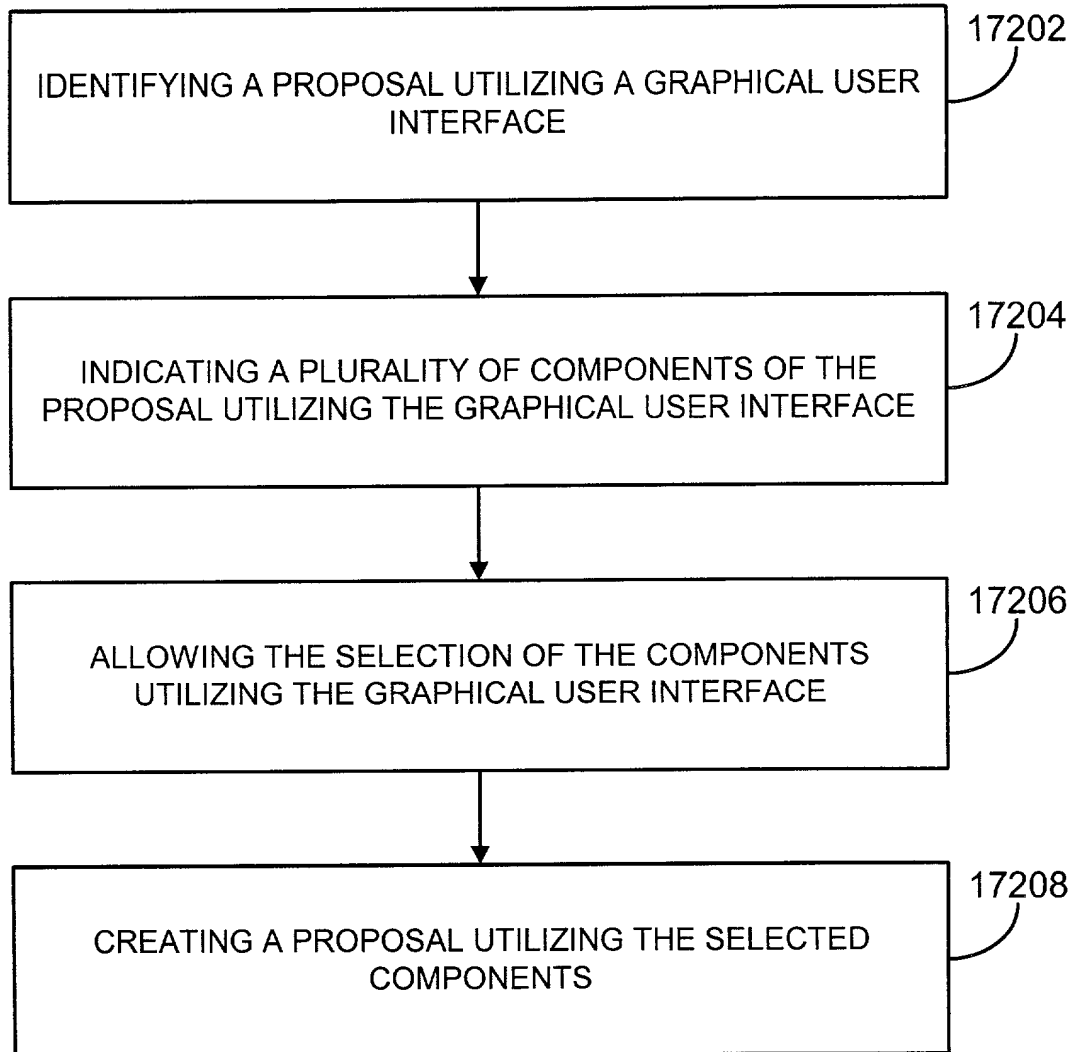 17202
IDENTIFYING A PROPOSAL UTILIZING A GRAPHICAL USER
INTERFACE
17204
INDICATING A PLURALITY OF COMPONENTS OF THE
PROPOSAL UTILIZING THE GRAPHICAL USER INTERFACE
17206
ALLOWING THE SELECTION OF THE COMPONENTS
UTILIZING THE GRAPHICAL USER INTERFACE
17208
CREATING A PROPOSAL UTILIZING THE SELECTED
COMPONENTS